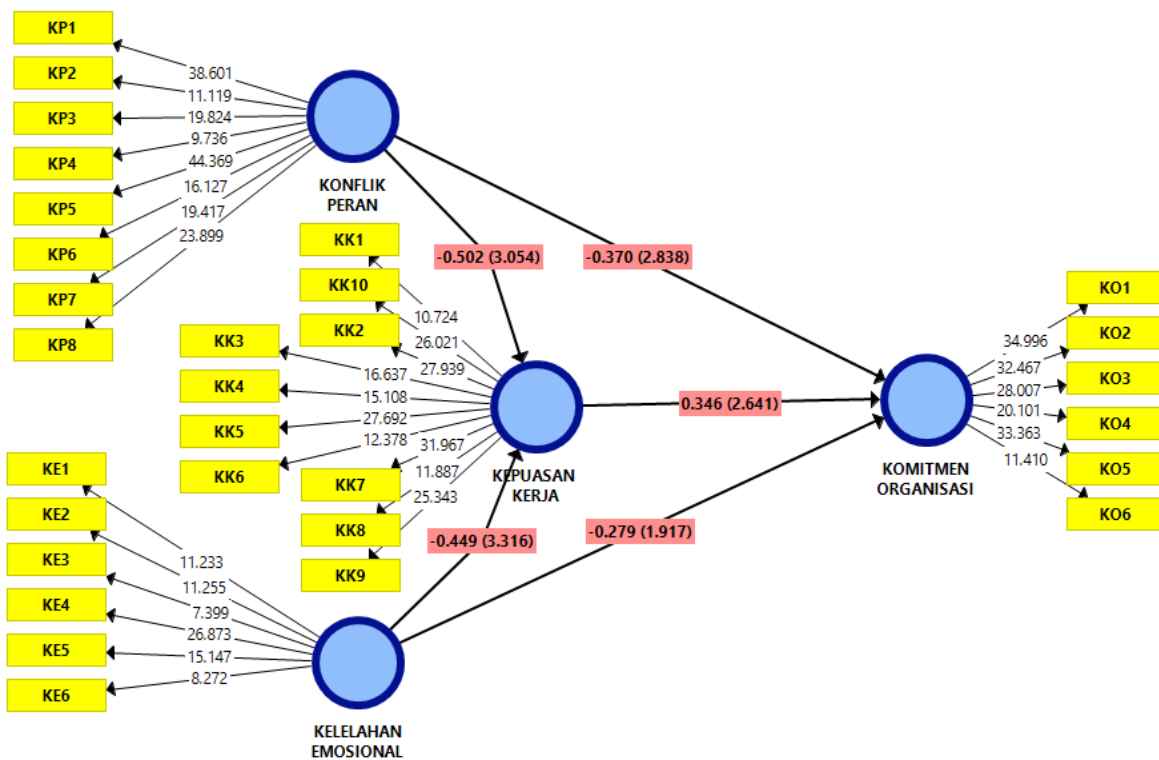 KP1
KP2
KP3
KP4
KP5
KP6
KP7
KP8
38.601
11.119
19.824
9.736
44.369
16.127
19.417
23.899
KONFLIK
PERAN
-0.502 (3.054)
-0.370 (2.838)
KK1
KK10
KK2
KK3
KK4
KK5
KK6
KK7
KK8
KK9
10.724
26.021
27.939
16.637
15.108
27.692
12.378
31.967
11.887
25.343
KEPUASAN
KERJA
0.346 (2.641)
-0.449 (3.316)
-0.279 (1.917)
KE1
KE2
KE3
KE4
KE5
KE6
11.233
11.255
7.399
26.873
15.147
8.272
KELELAHAN
EMOSIONAL
KOMITMEN
ORGANISASI
34.996
32.467
28.007
20.101
33.363
11.410
KO1
KO2
KO3
KO4
KO5
KO6